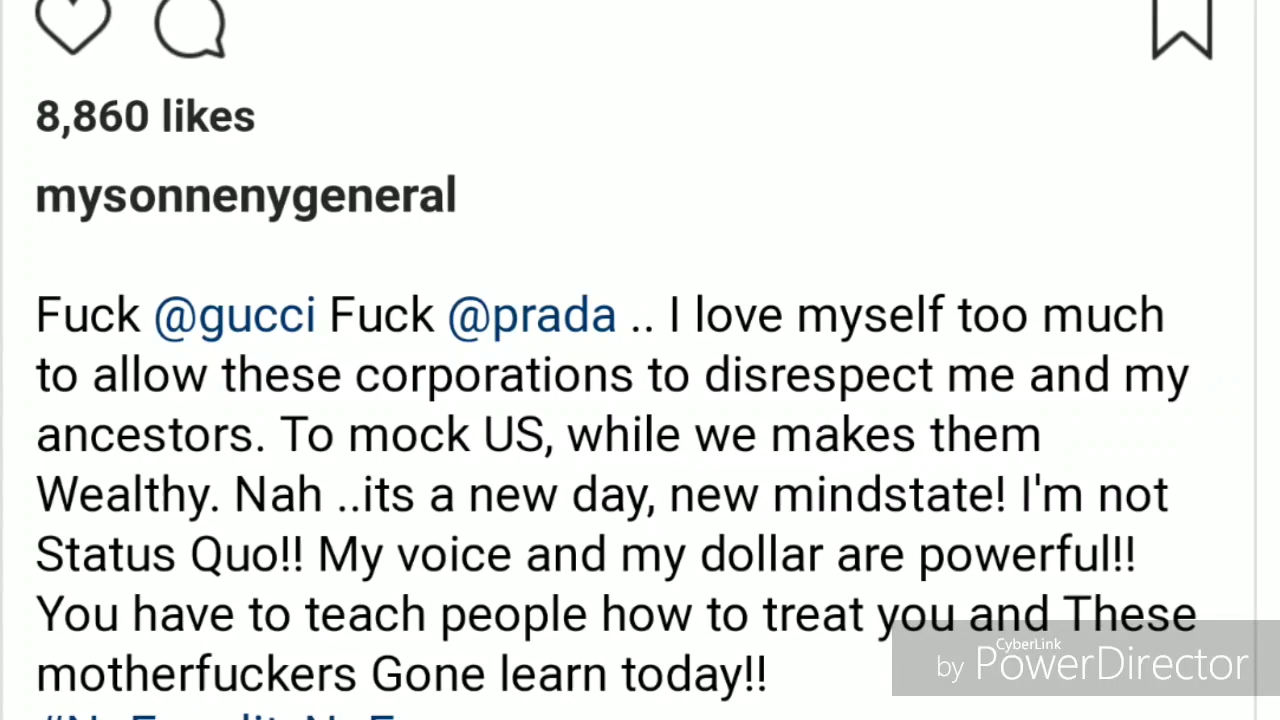 8,860 likes
mysonnenygeneral
Fuck @gucci Fuck @prada .. I love myself too much
to allow these corporations to disrespect me and my
ancestors. To mock US, while we makes them
Wealthy. Nah ..its a new day, new mindstate! I'm not
Status Quo!! My voice and my dollar are powerful!!
You have to teach people how to treat you and These
motherfuckers Gone learn today!!
CyberLink
by PowerDirector